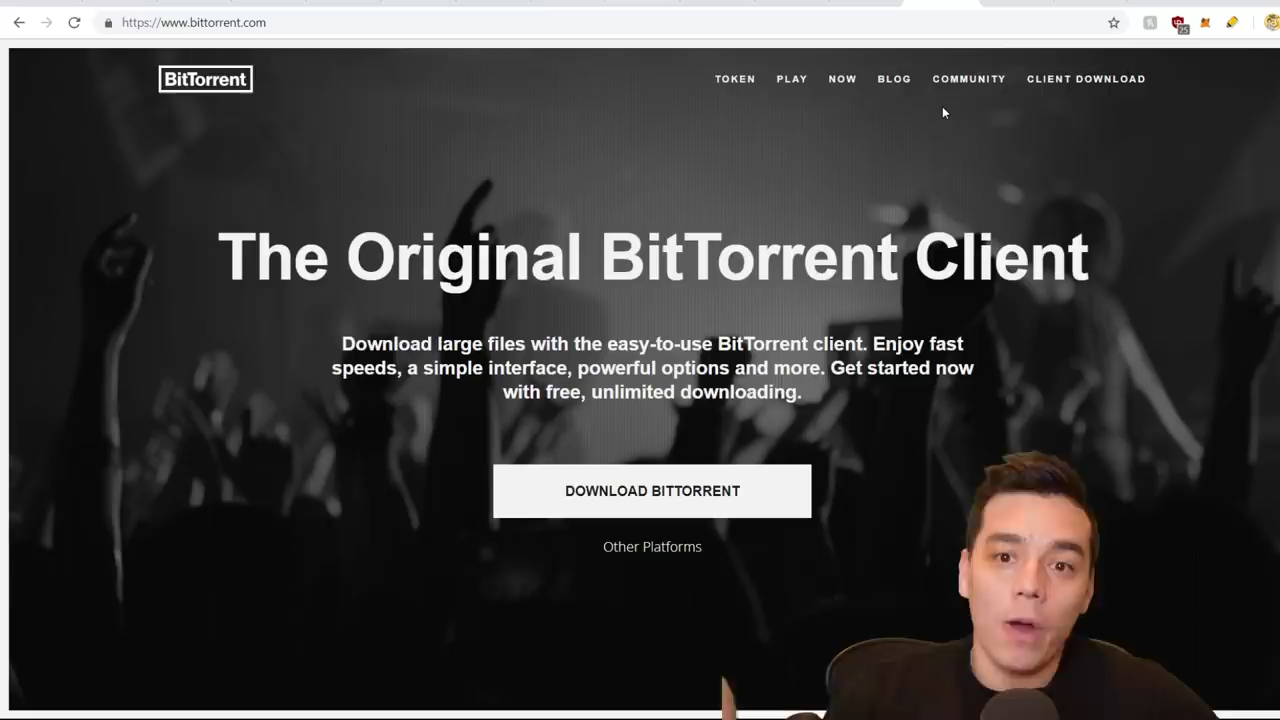 https://www.bittorrent.com
25
BitTorrent
TOKEN PLAY NOW BLOG COMMUNITY CLIENT DOWNLOAD
The Original BitTorrent Client
Download large files with the easy-to-use BitTorrent client. Enjoy fast
speeds, a simple interface, powerful options and more. Get started now
with free, unlimited downloading.
DOWNLOAD BITTORRENT
Other Platforms